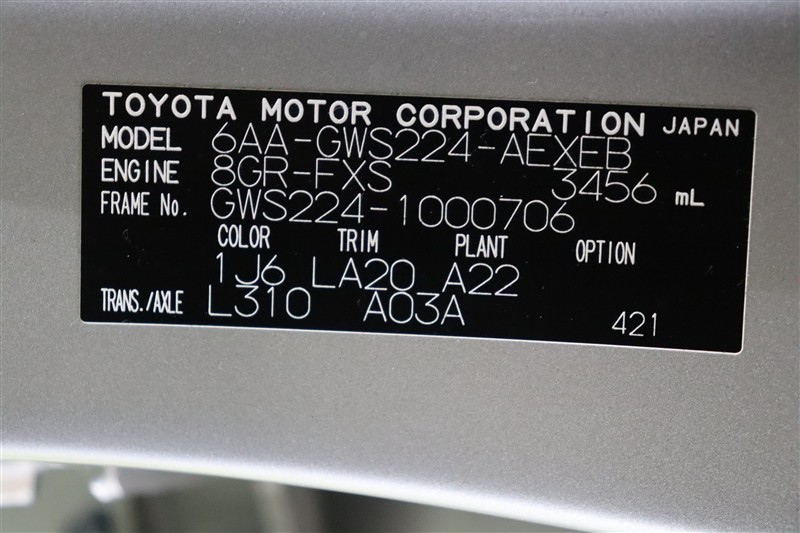 TOYOTA MOTOR CORPORATION JAPAN
MODEL 6AA-GWS224-AEXEB
ENGINE 8GR-FXS 3456 mL
FRAME No. GWS224-1000706
COLOR TRIM PLANT OPTION
1J6 LA20 A22
TRANS./AXLE L310 A03A
421